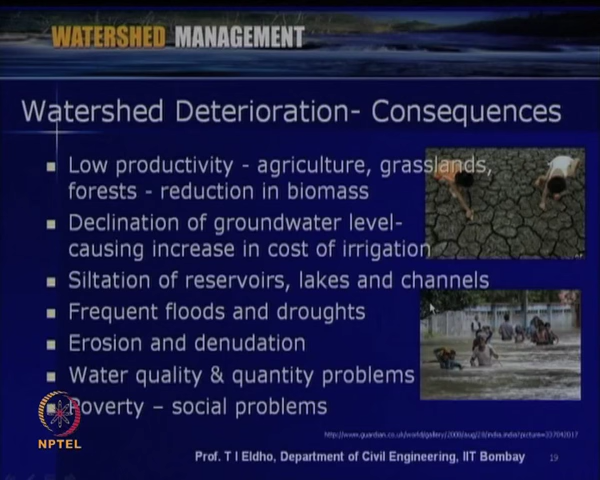 WATERSHED MANAGEMENT
Watershed Deterioration- Consequences
Low productivity - agriculture, grasslands,
forests - reduction in biomass
Declination of groundwater level-
causing increase in cost of irrigation
Siltation of reservoirs, lakes and channels
Frequent floods and droughts
Erosion and denudation
Water quality & quantity problems
Poverty – social problems
NPTEL
Prof. T I Eldho, Department of Civil Engineering, IIT Bombay
19